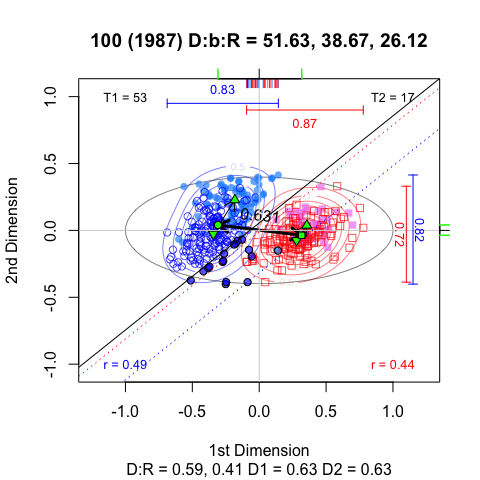 100 (1987) D:b:R = 51.63, 38.67, 26.12
T1 = 53
0.83
T2 = 17
0.87
0.5
0.631
0.72
0.82
r = 0.49
r = 0.44
1.0
0.5
0.0
-0.5
-1.0
2nd Dimension
-1.0
-0.5
0.0
0.5
1.0
1st Dimension
D:R = 0.59, 0.41 D1 = 0.63 D2 = 0.63